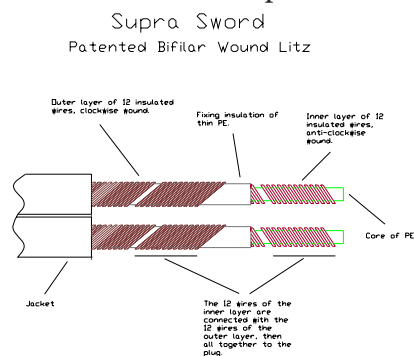 Supra Sword
Patented Bifilar Wound Litz
Outer layer of 12 insulated
wires, clockwise wound.
Fixing insulation of
thin PE.
Inner layer of 12
insulated wires,
anti-clockwise
wound.
Core of PE
Jacket
The 12 wires of the
inner layer are
connected with the
12 wires of the
outer layer, then
all together to the
plug.